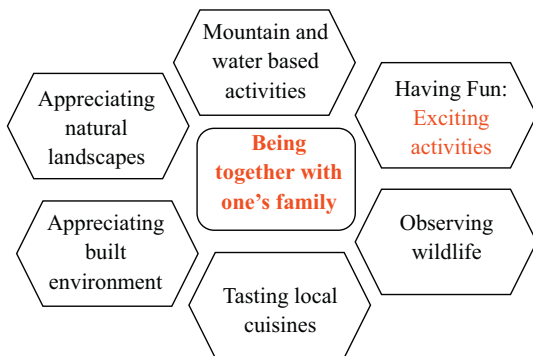 Mountain and
water based
activities
Appreciating
natural
landscapes
Having Fun:
Exciting
activities
Being
together with
one's family
Appreciating
built
environment
Observing
wildlife
Tasting local
cuisines